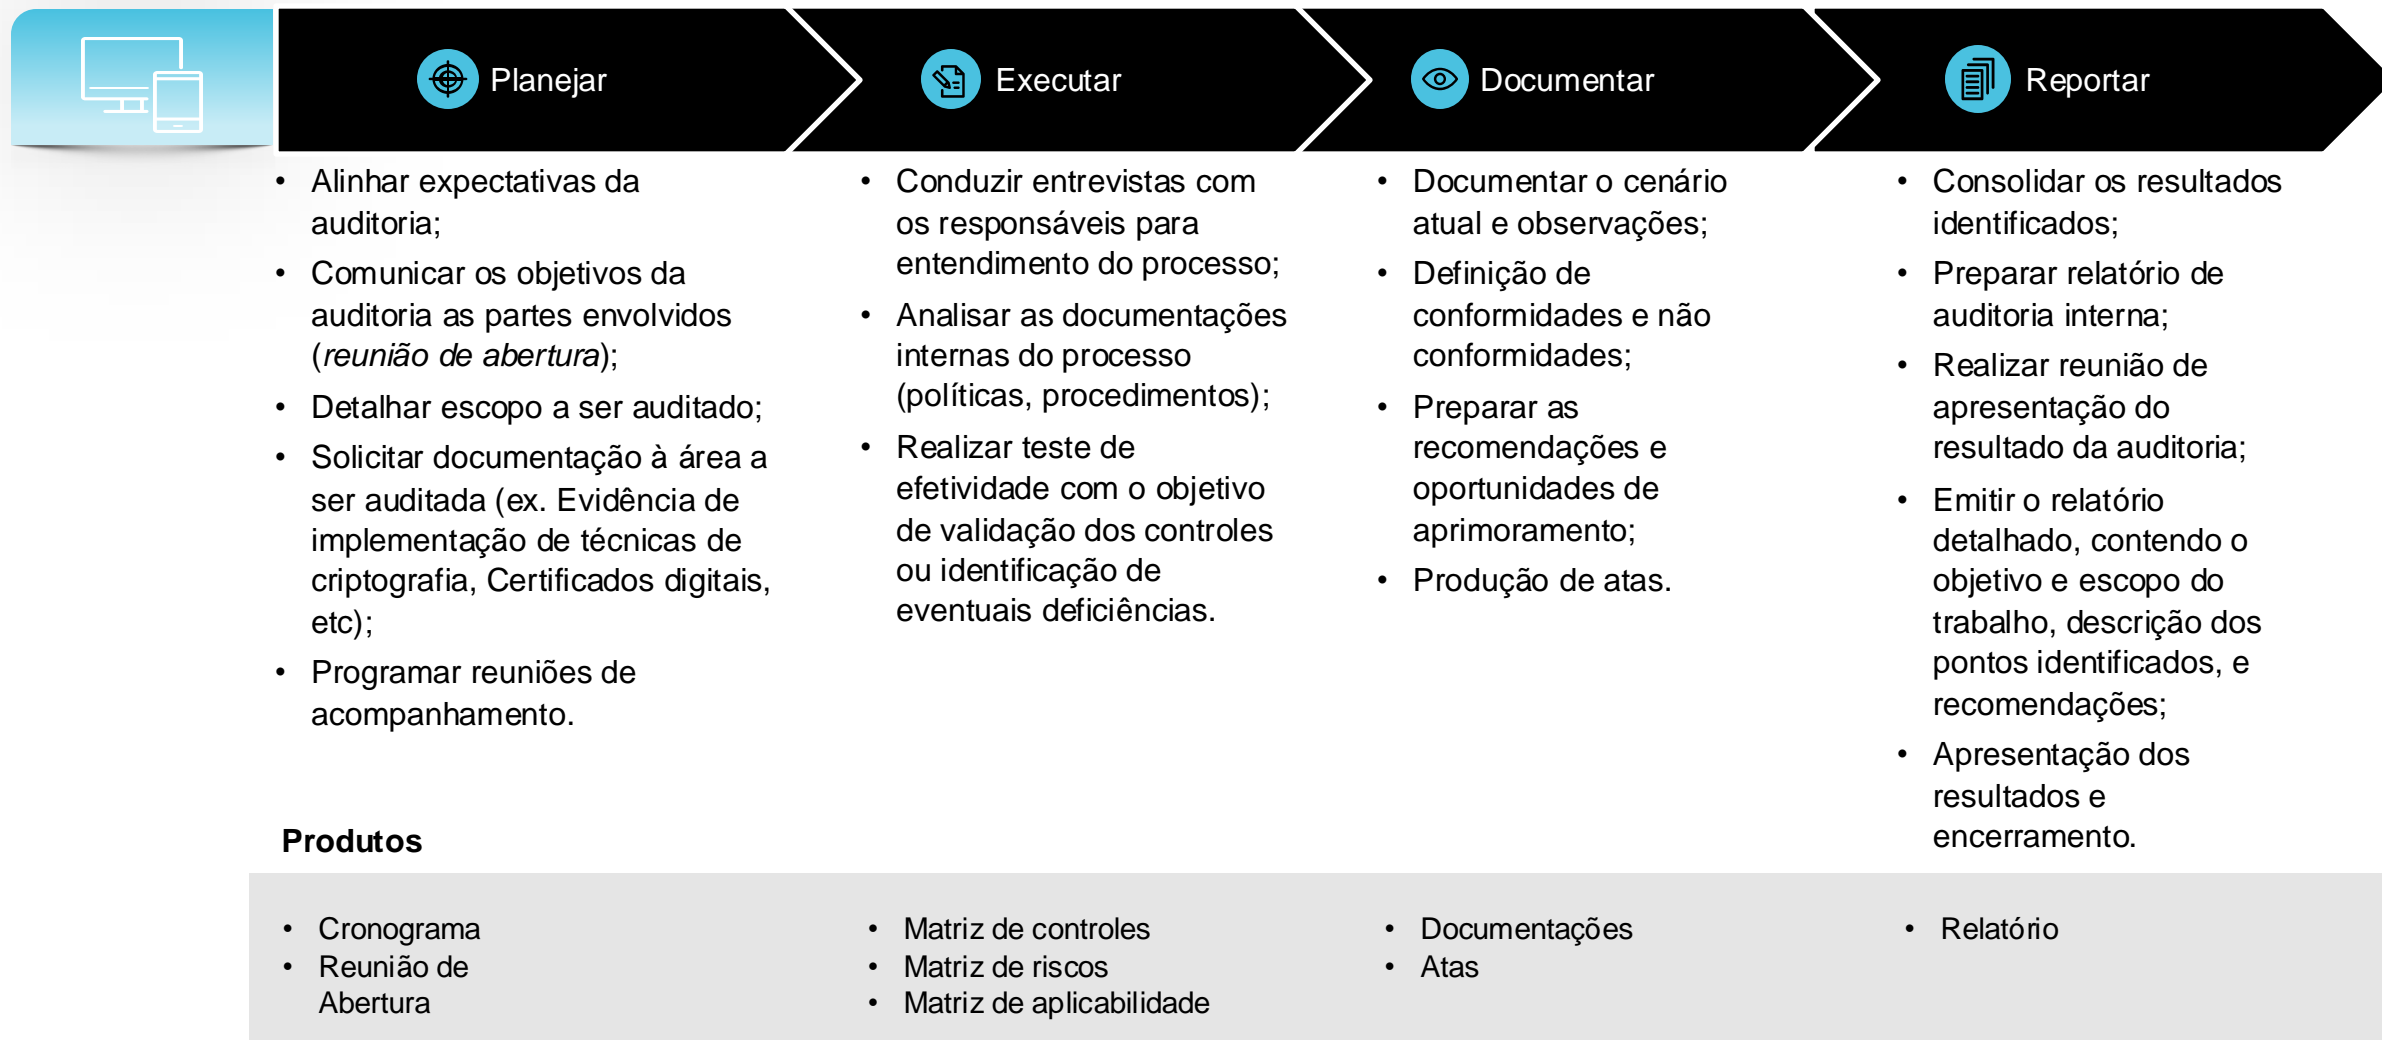 Planejar
Executar
Documentar
Reportar
• Alinhar expectativas da
auditoria;
• Comunicar os objetivos da
auditoria as partes envolvidos
(reunião de abertura);
• Detalhar escopo a ser auditado;
• Solicitar documentação à área a
ser auditada (ex. Evidência de
implementação de técnicas de
criptografia, Certificados digitais,
etc);
• Programar reuniões de
acompanhamento.
• Conduzir entrevistas com
os responsáveis para
entendimento do processo;
• Analisar as documentações
internas do processo
(políticas, procedimentos);
• Realizar teste de
efetividade com o objetivo
de validação dos controles
ou identificação de
eventuais deficiências.
• Documentar o cenário
atual e observações;
• Definição de
conformidades e não
conformidades;
• Preparar as
recomendações e
oportunidades de
aprimoramento;
• Produção de atas.
• Consolidar os resultados
identificados;
• Preparar relatório de
auditoria interna;
• Realizar reunião de
apresentação do
resultado da auditoria;
• Emitir o relatório
detalhado, contendo o
objetivo e escopo do
trabalho, descrição dos
pontos identificados, e
recomendações;
• Apresentação dos
resultados e
encerramento.
Produtos
• Cronograma
• Reunião de
Abertura
• Matriz de controles
• Matriz de riscos
• Matriz de aplicabilidade
• Documentações
• Atas
• Relatório